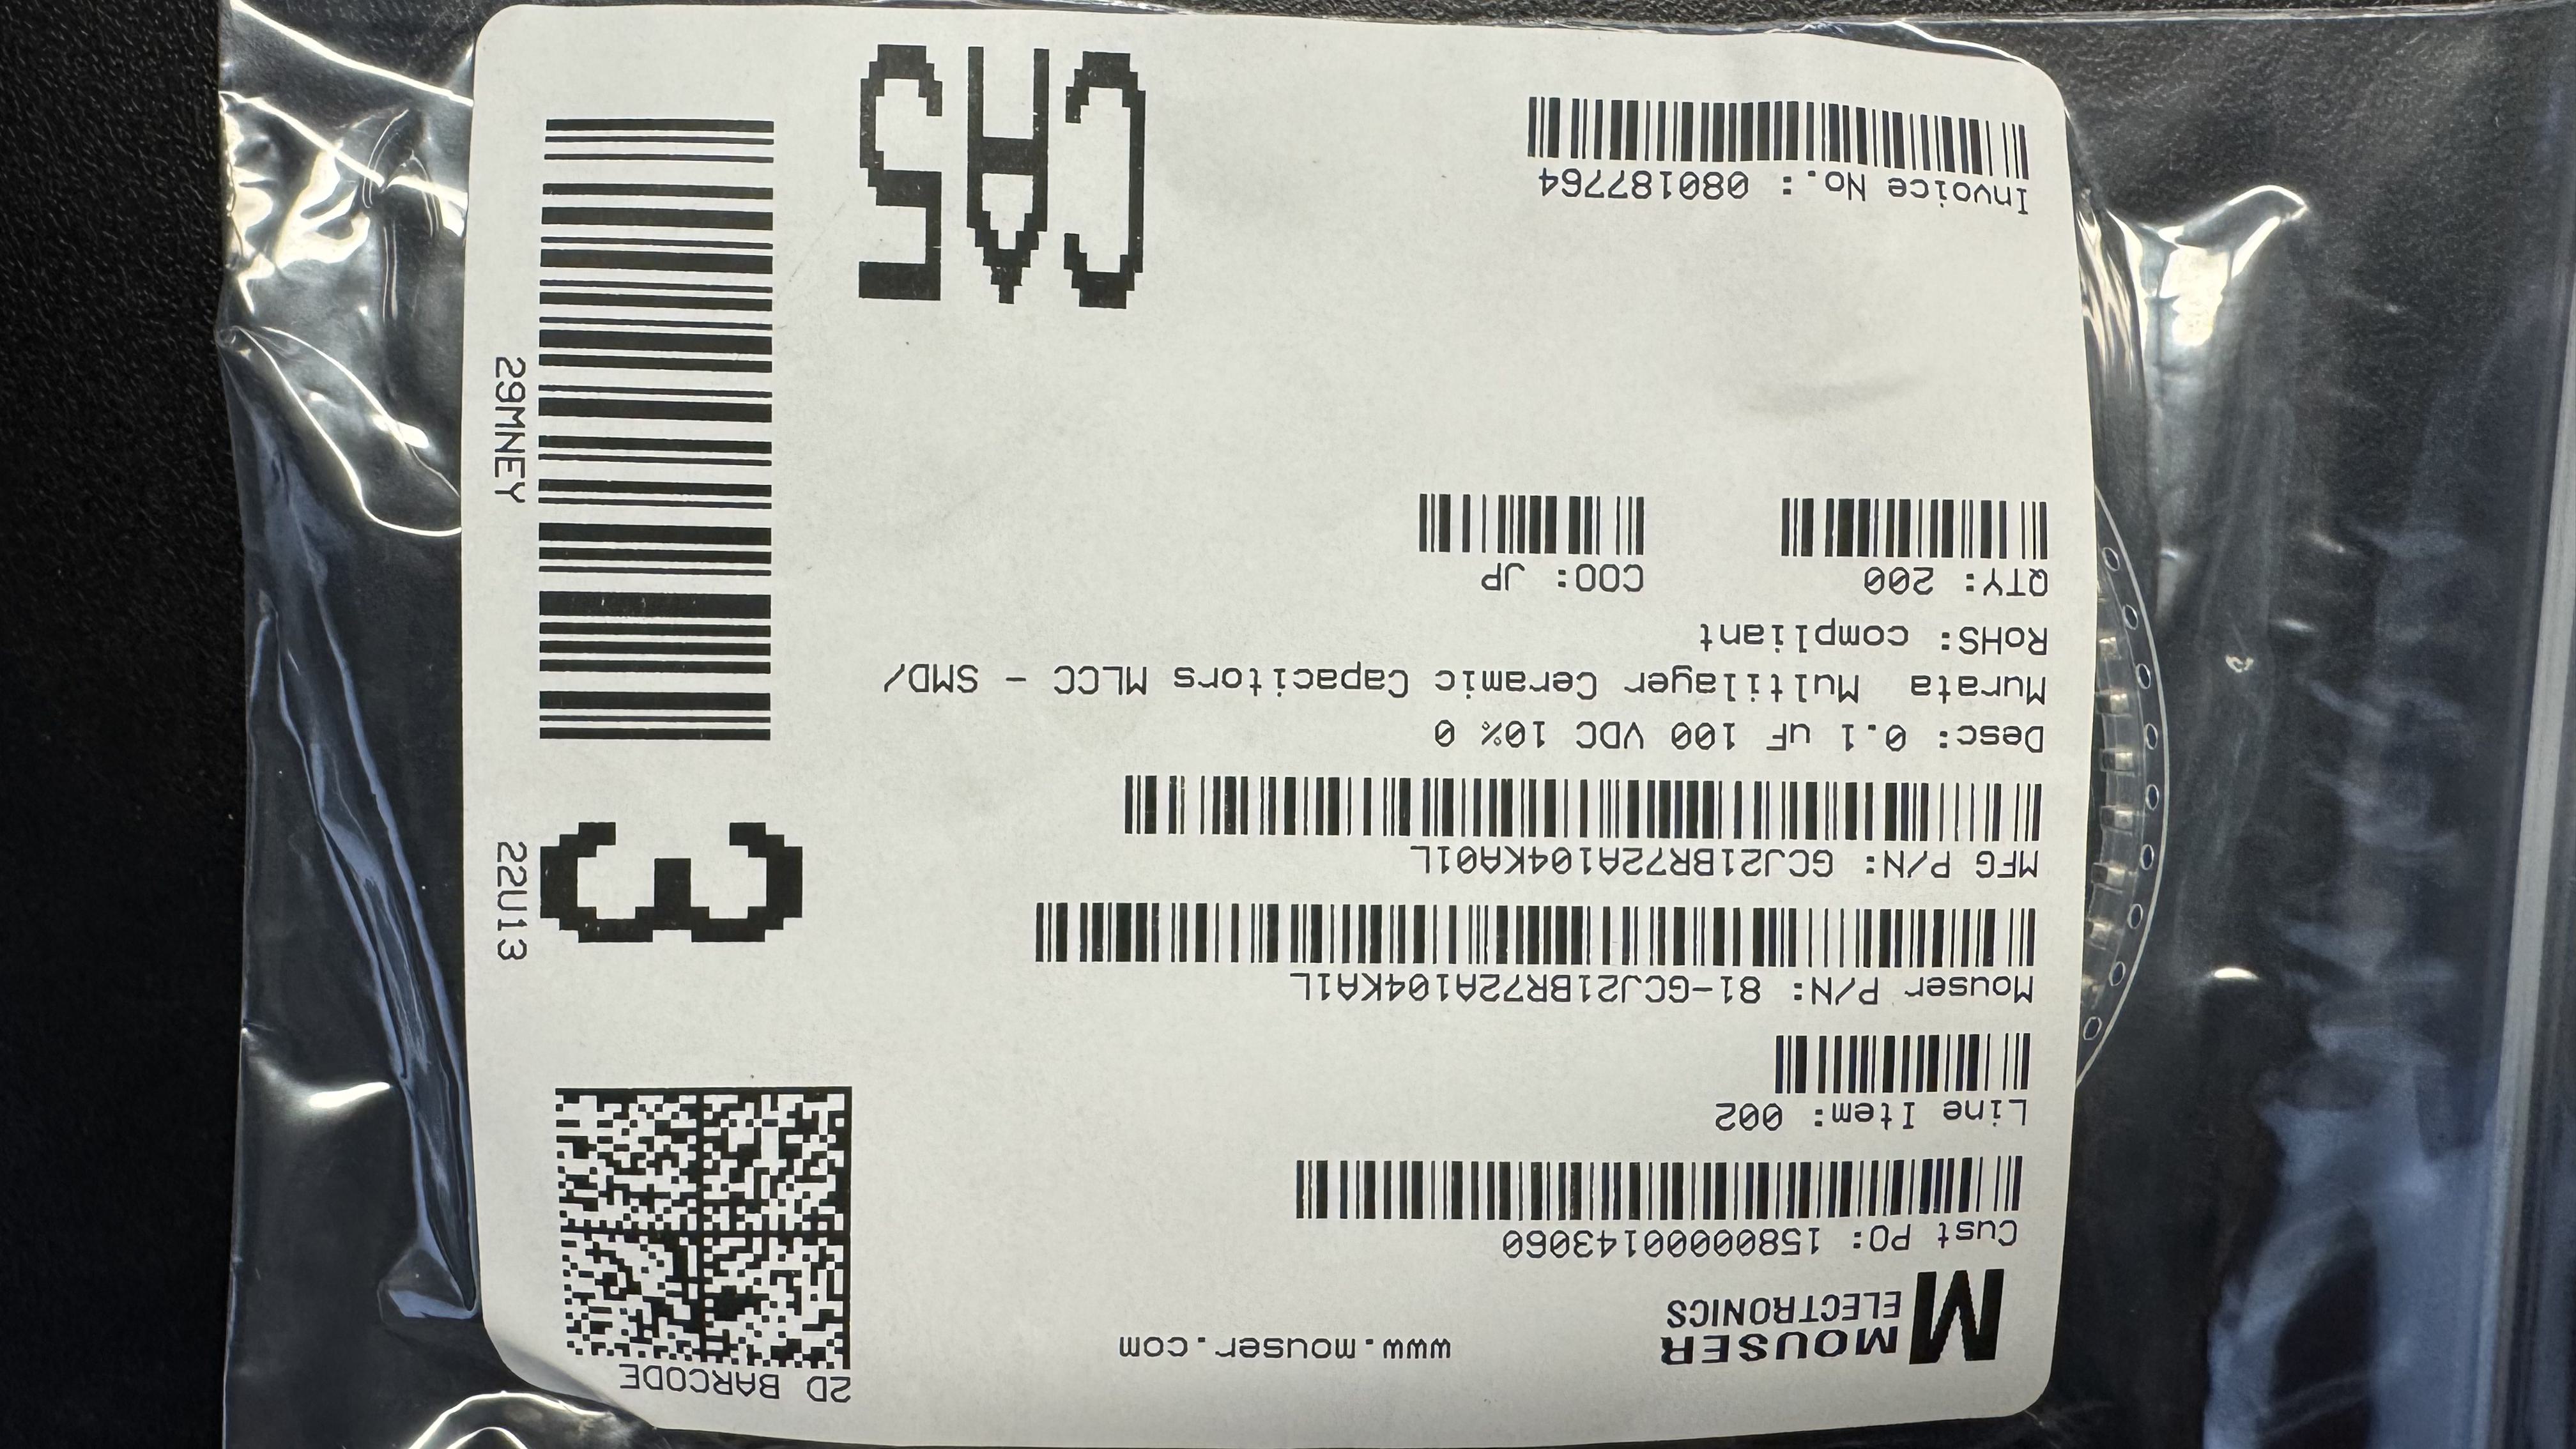 MOUSER
ELECTRONICS
www.mouser.com
2D BARCODE
Cust PO: 1580000143060
Line Item: 002
Mouser P/N: 81-GCJ21BR72A104KA1L
MFG P/N: GCJ21BR72A104KA01L
Desc: 0.1 uF 100 VDC 10% 0
Murata  Multilayer Ceramic Capacitors MLCC - SMD/
RoHS: compliant
QTY: 200
COO: JP
Invoice No.: 080187764
CA5
3
22U13
29MNEY